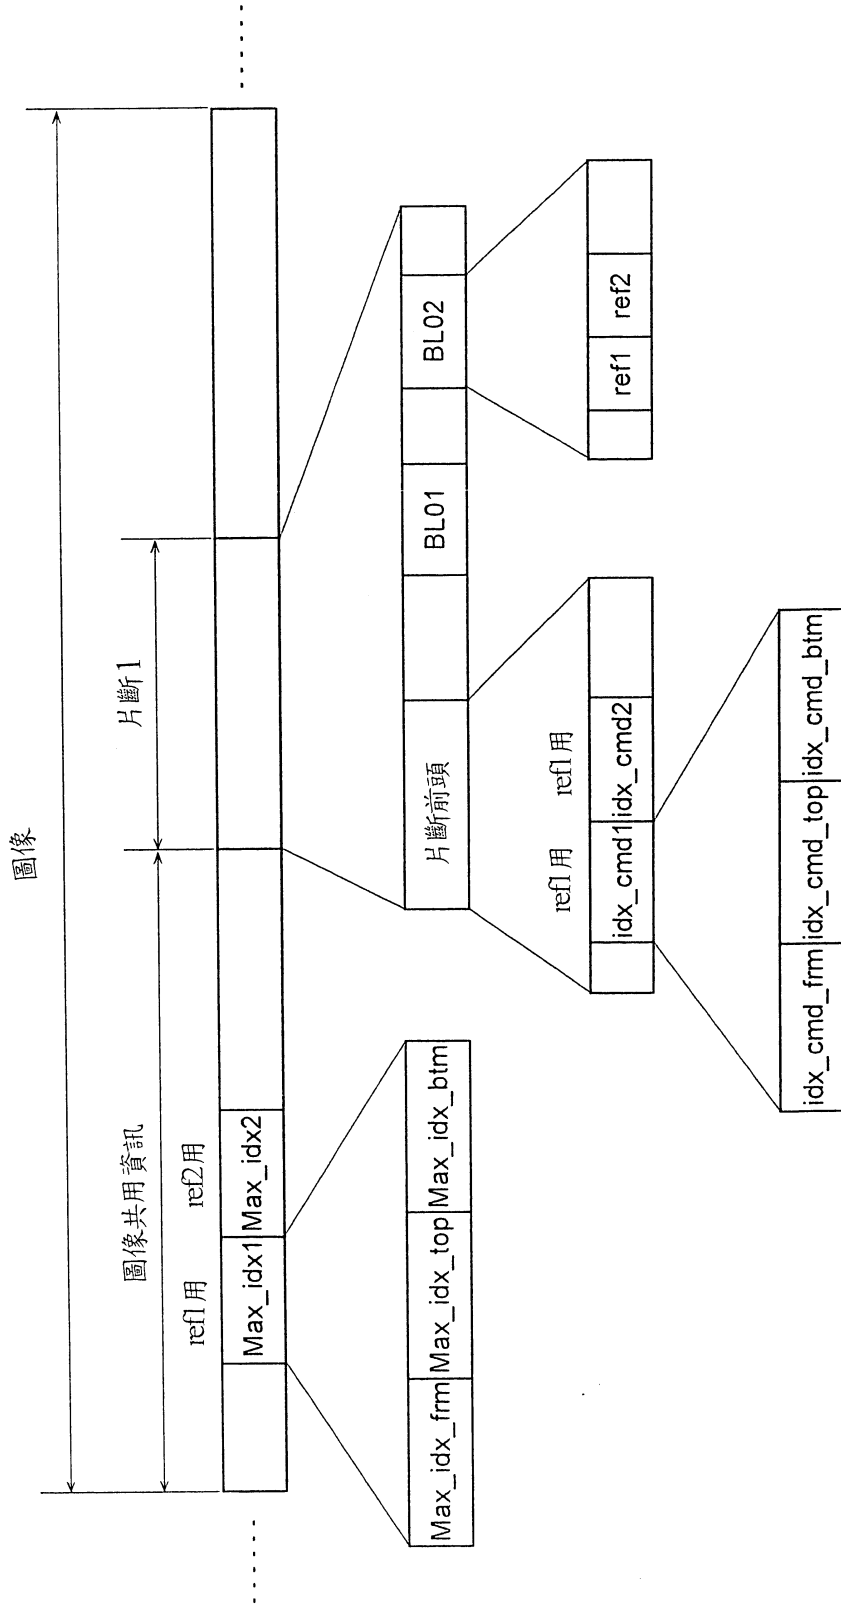 圖像
圖像共用資訊
片斷1
ref1用
ref2用
Max_idx1
Max_idx2
Max_idx_frm
Max_idx_top
Max_idx_btm
片斷前頭
BL01
BL02
ref1用
ref1用
idx_cmd1
idx_cmd2
ref1
ref2
idx_cmd_frm
idx_cmd_top
idx_cmd_btm